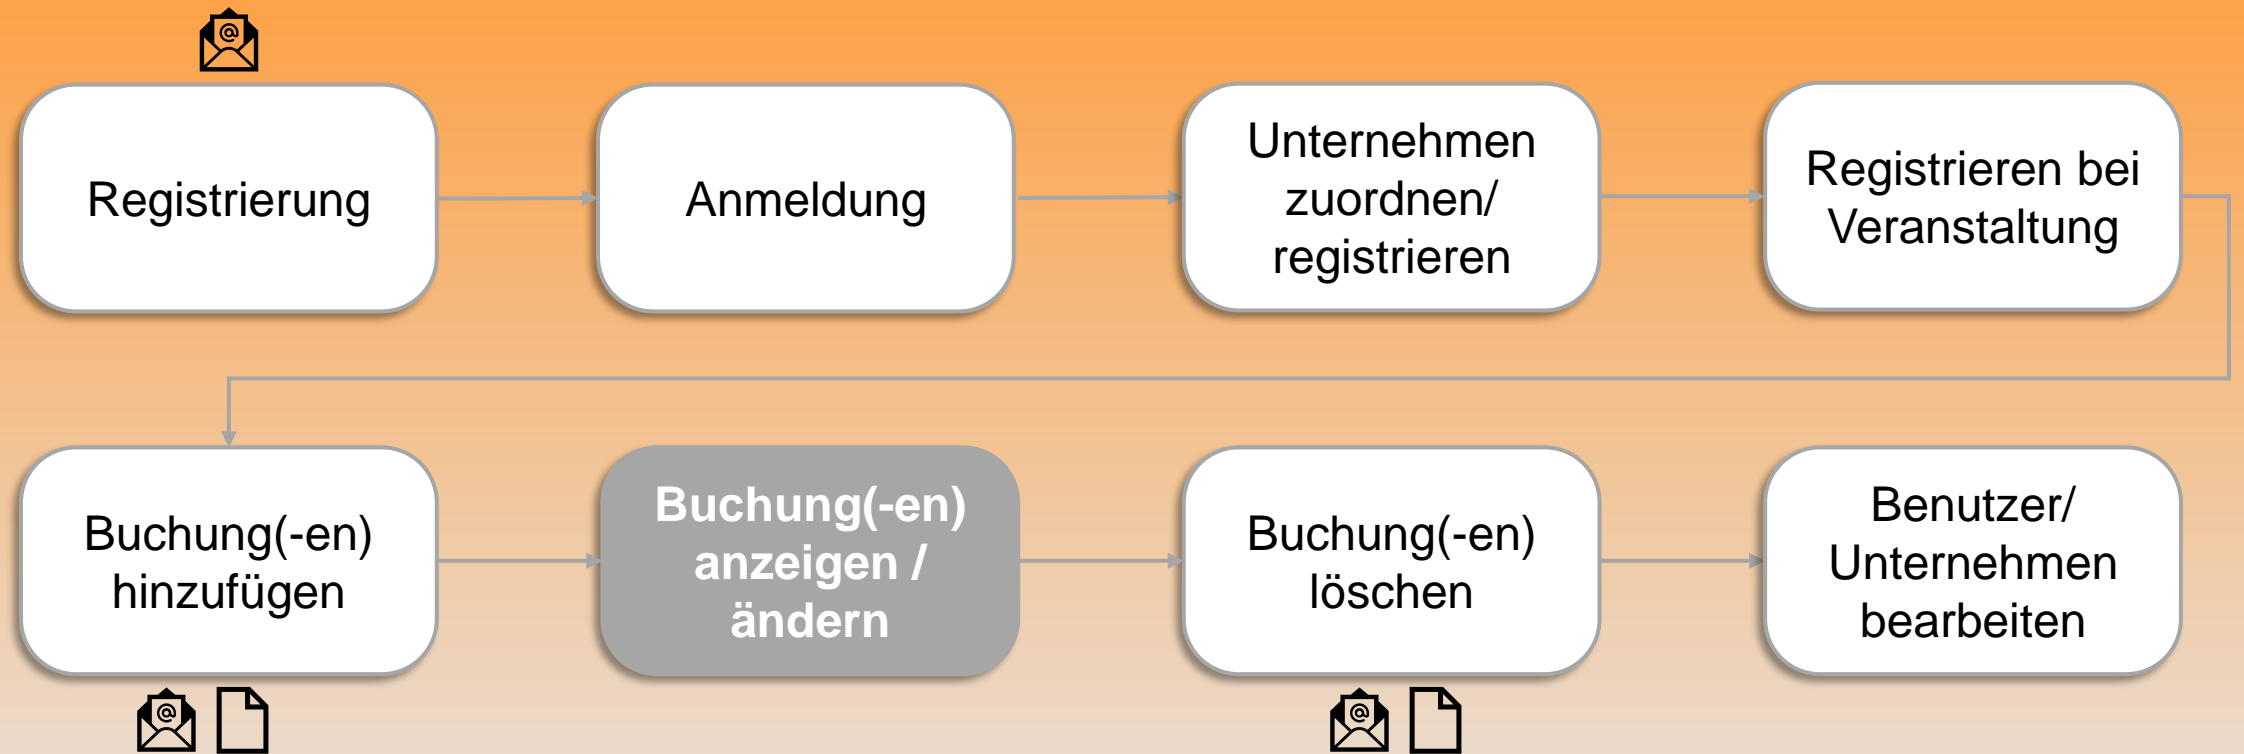 Registrierung
Anmeldung
Unternehmen
zuordnen/
registrieren
Registrieren bei
Veranstaltung
Buchung(-en)
hinzufügen
Buchung(-en)
anzeigen /
ändern
Buchung(-en)
löschen
Benutzer/
Unternehmen
bearbeiten